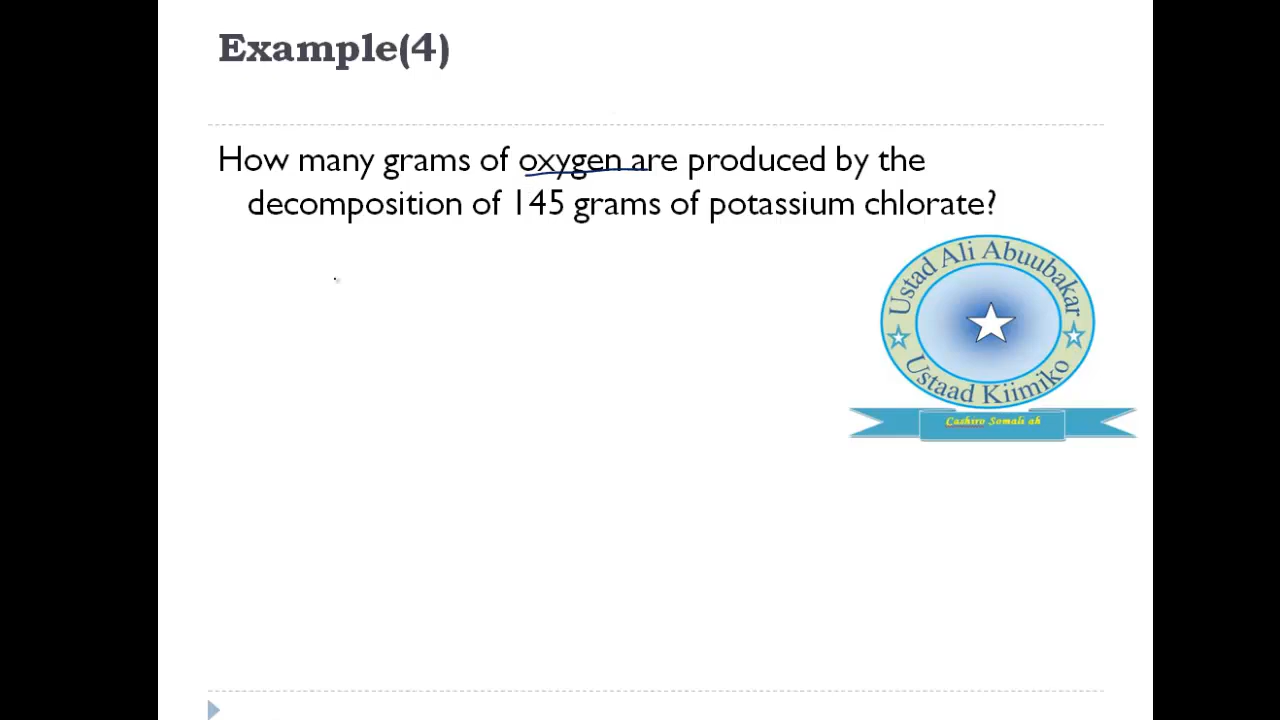 Example(4)
How many grams of oxygen are produced by the
decomposition of 145 grams of potassium chlorate?
Ustad Ali Abuubakar
Ustaad Kiimiko
Cashiro Somali ah